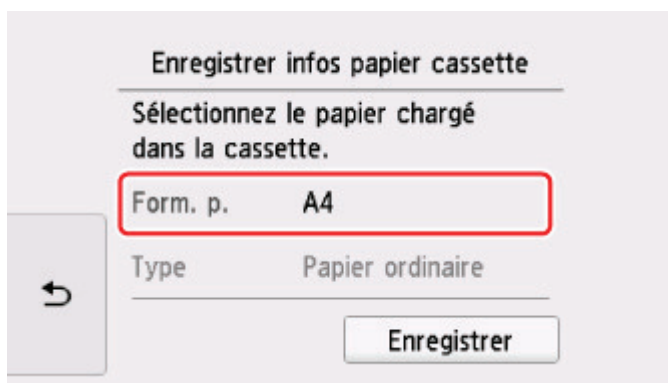 Enregistrer infos papier cassette
Sélectionnez le papier chargé
dans la cassette.
Form. p. A4
Type Papier ordinaire
Enregistrer